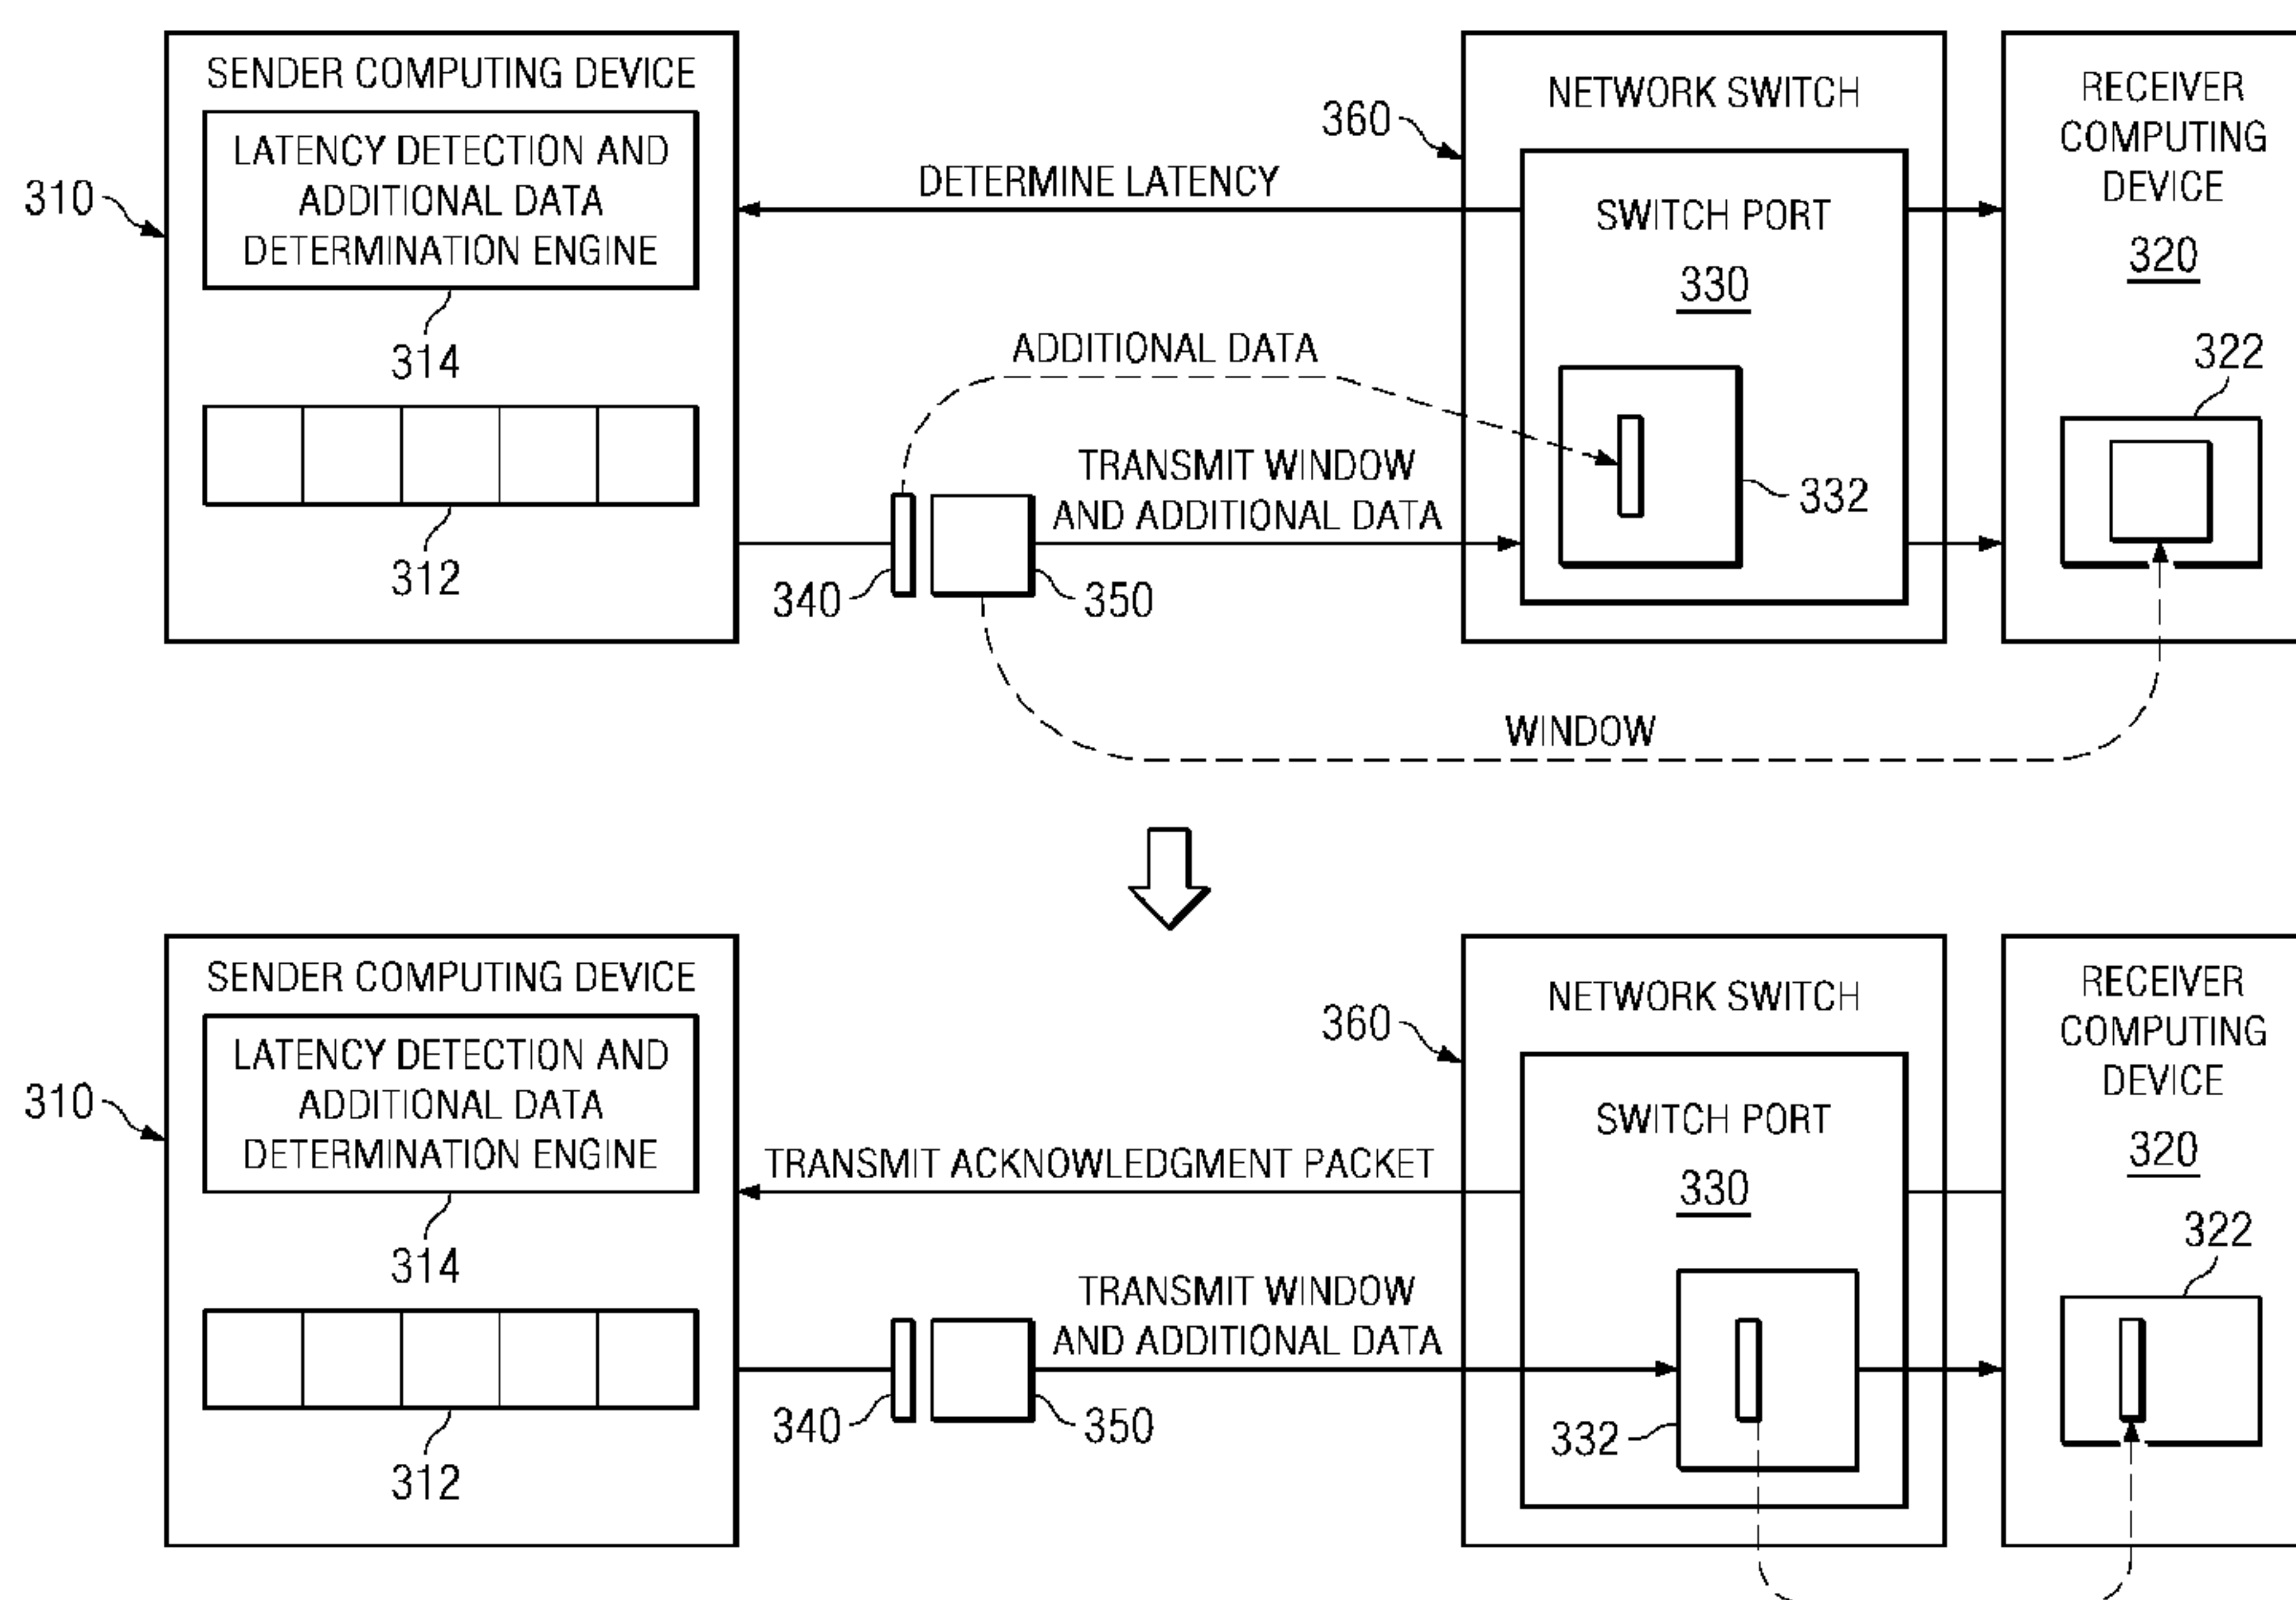 SENDER COMPUTING DEVICE
LATENCY DETECTION AND
ADDITIONAL DATA
DETERMINATION ENGINE
310
314
312
DETERMINE LATENCY
ADDITIONAL DATA
TRANSMIT WINDOW
AND ADDITIONAL DATA
340
350
WINDOW
360
NETWORK SWITCH
SWITCH PORT
330
332
RECEIVER
COMPUTING
DEVICE
320
322
SENDER COMPUTING DEVICE
LATENCY DETECTION AND
ADDITIONAL DATA
DETERMINATION ENGINE
310
314
312
TRANSMIT ACKNOWLEDGMENT PACKET
TRANSMIT WINDOW
AND ADDITIONAL DATA
340
350
360
NETWORK SWITCH
SWITCH PORT
330
332
RECEIVER
COMPUTING
DEVICE
320
322